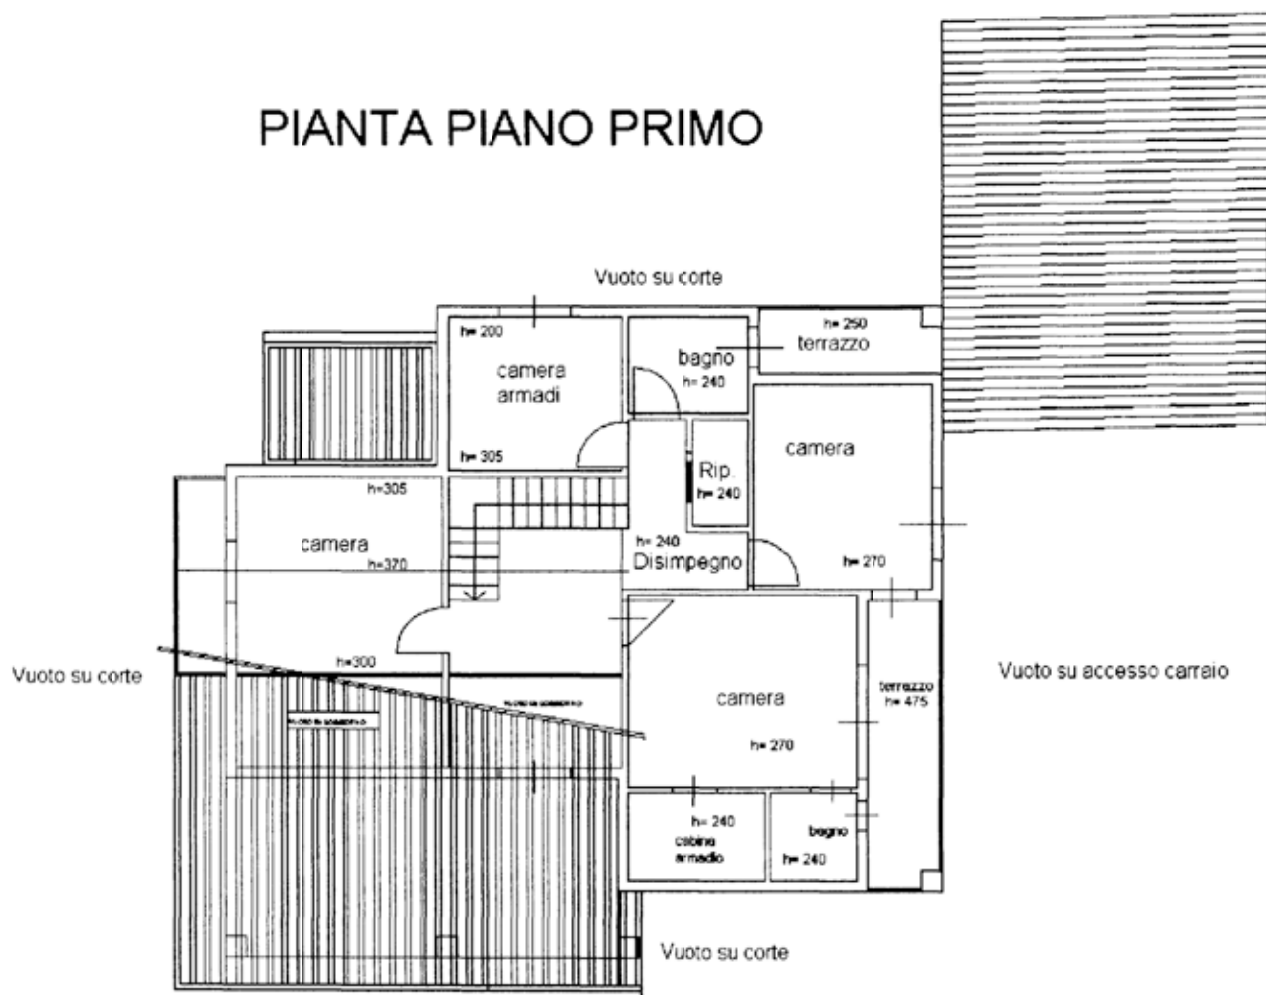 PIANTA PIANO PRIMO
Vuoto su corte
h= 200
camera
armadi
h= 305
bagno
h= 240
h= 250
terrazzo
camera
h= 270
Rip.
h= 240
h= 240
Disimpegno
h=305
camera
h=370
h=300
Vuoto su corte
camera
h= 270
terrazzo
h= 475
Vuoto su accesso carraio
h= 240
cabina
armadio
bagno
h= 240
Vuoto su corte